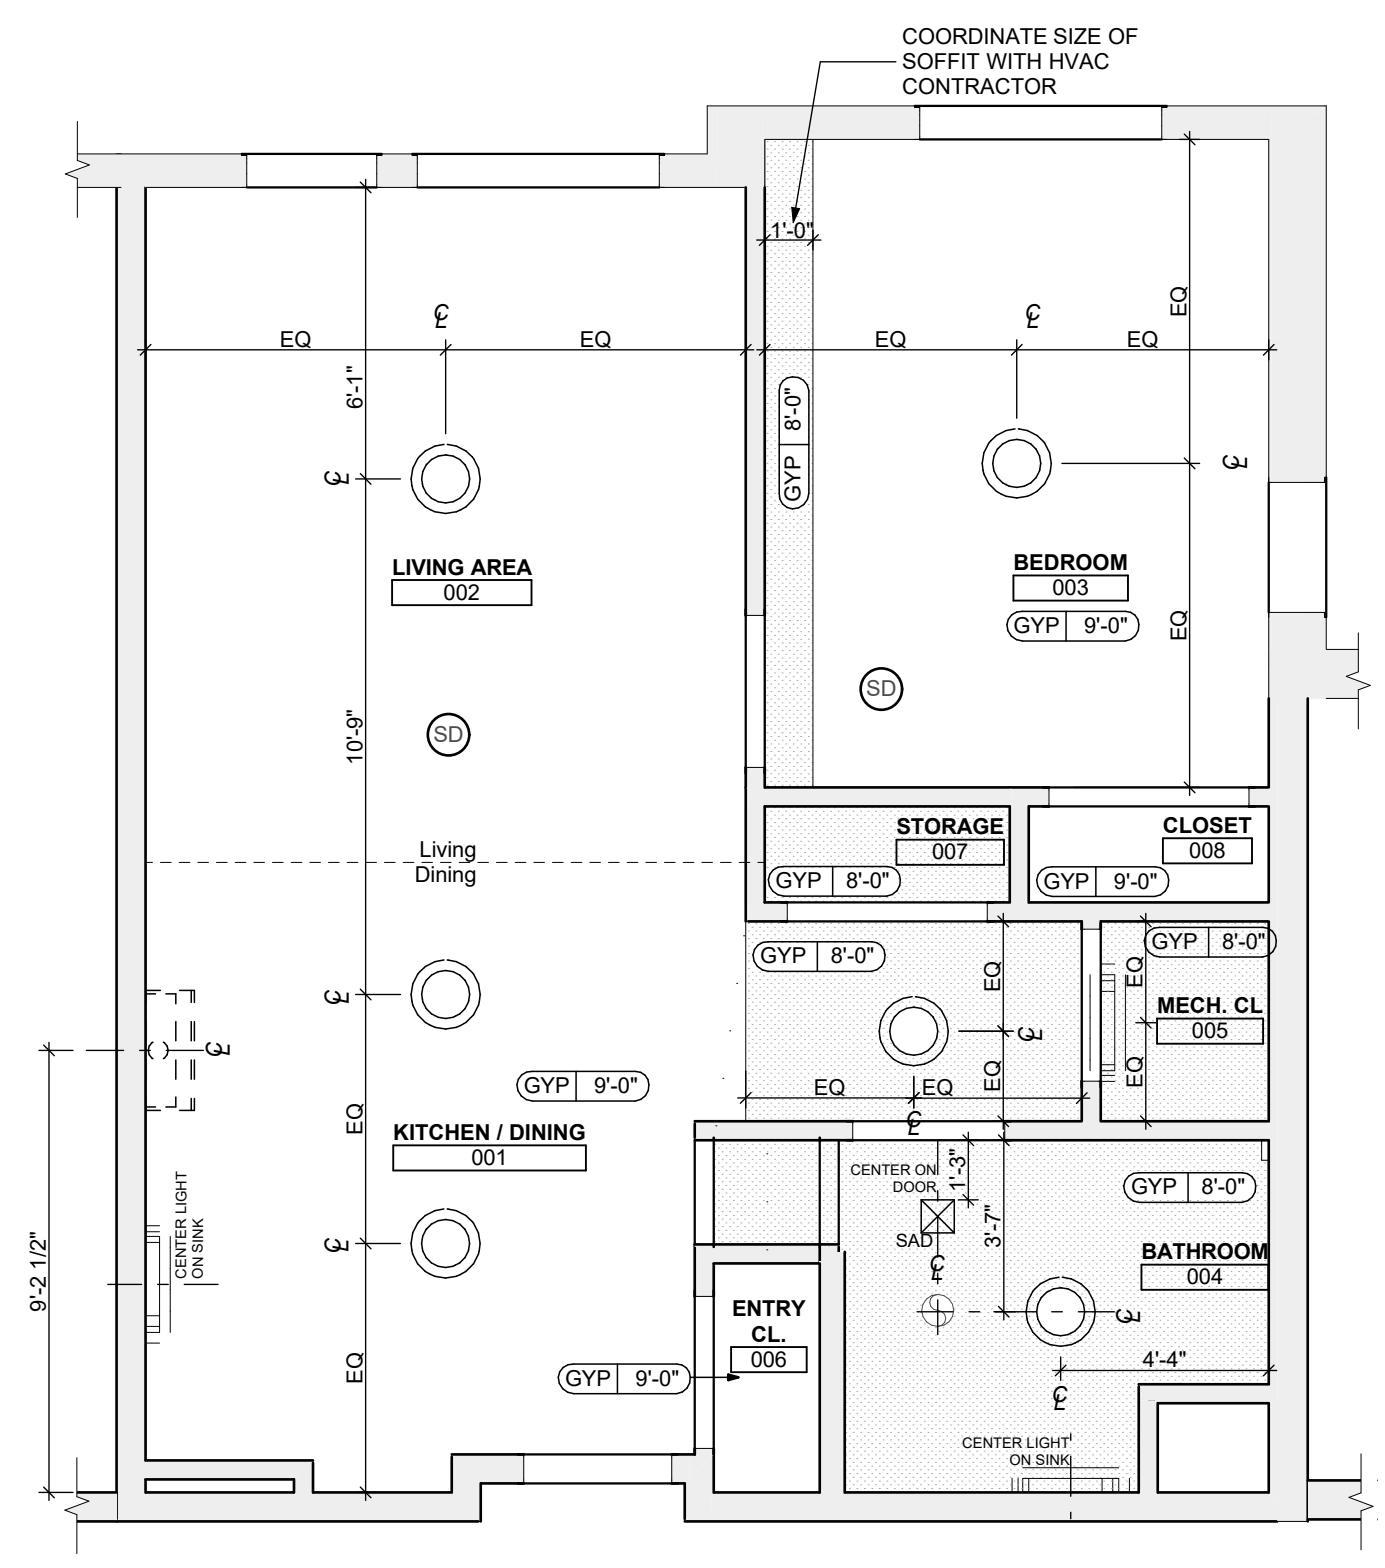 COORDINATE SIZE OF
SOFFIT WITH HVAC
CONTRACTOR
1'-0"
EQ
EQ
EQ
EQ
EQ
℄
℄
6'-1"
GYP 8'-0"
℄
℄
LIVING AREA
002
BEDROOM
003
GYP 9'-0"
EQ
SD
SD
10'-9"
STORAGE
007
GYP 8'-0"
CLOSET
008
GYP 9'-0"
Living
Dining
GYP 8'-0"
EQ
EQ
GYP 8'-0"
MECH. CL
005
℄
℄
℄
EQ
EQ
EQ
EQ
℄
GYP 9'-0"
EQ
KITCHEN / DINING
001
CENTER LIGHT
ON SINK
9'-2 1/2"
℄
EQ
CENTER ON
DOOR
1'-3"
3'-7"
SAD
℄
GYP 8'-0"
BATHROOM
004
℄
4'-4"
℄
ENTRY
CL.
006
GYP 9'-0"
CENTER LIGHT
ON SINK